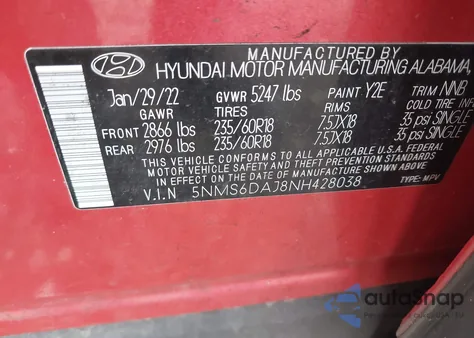 MANUFACTURED BY
HYUNDAI MOTOR MANUFACTURING ALABAMA,
Jan/29/22 GVWR 5247 lbs PAINT Y2E TRIM NNB
GAWR TIRES RIMS COLD TIRE IN
FRONT 2866 lbs 235/60R18 7.5JX18 35 psi SINGLE
REAR 2976 lbs 235/60R18 7.5JX18 35 psi SINGLE
THIS VEHICLE CONFORMS TO ALL APPLICABLE U.S.A. FEDERAL
MOTOR VEHICLE SAFETY AND THEFT PREVENTION STANDARDS
IN EFFECT ON THE DATE OF MANUFACTURE SHOWN ABOVE.
V.I.N 5NMS6DAJ8NH428038 TYPE: MPV
autoSnap